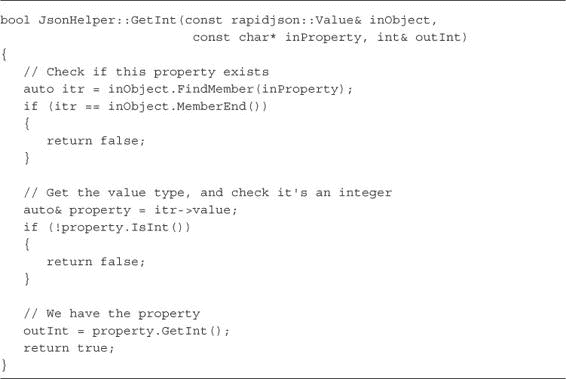 bool JsonHelper::GetInt(const rapidjson::Value& inObject,
                        const char* inProperty, int& outInt)
{
   // Check if this property exists
   auto itr = inObject.FindMember(inProperty);
   if (itr == inObject.MemberEnd())
   {
      return false;
   }

   // Get the value type, and check it's an integer
   auto& property = itr->value;
   if (!property.IsInt())
   {
      return false;
   }

   // We have the property
   outInt = property.GetInt();
   return true;
}